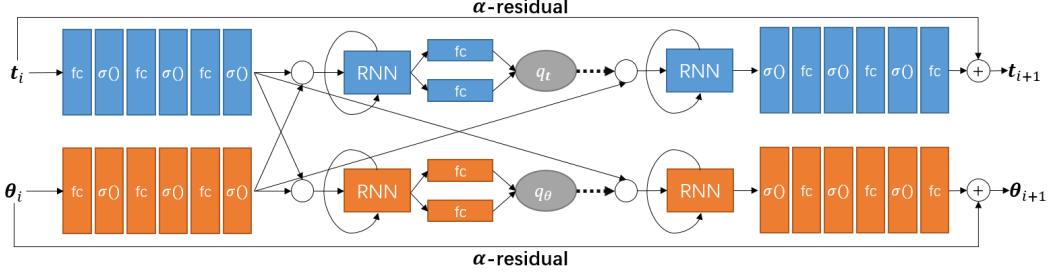 α-residual
t_i fc σ() fc σ() fc σ() RNN fc fc q_t RNN σ() fc σ() fc σ() fc + t_{i+1}
θ_i fc σ() fc σ() fc σ() RNN fc fc q_θ RNN σ() fc σ() fc σ() fc + θ_{i+1}
α-residual